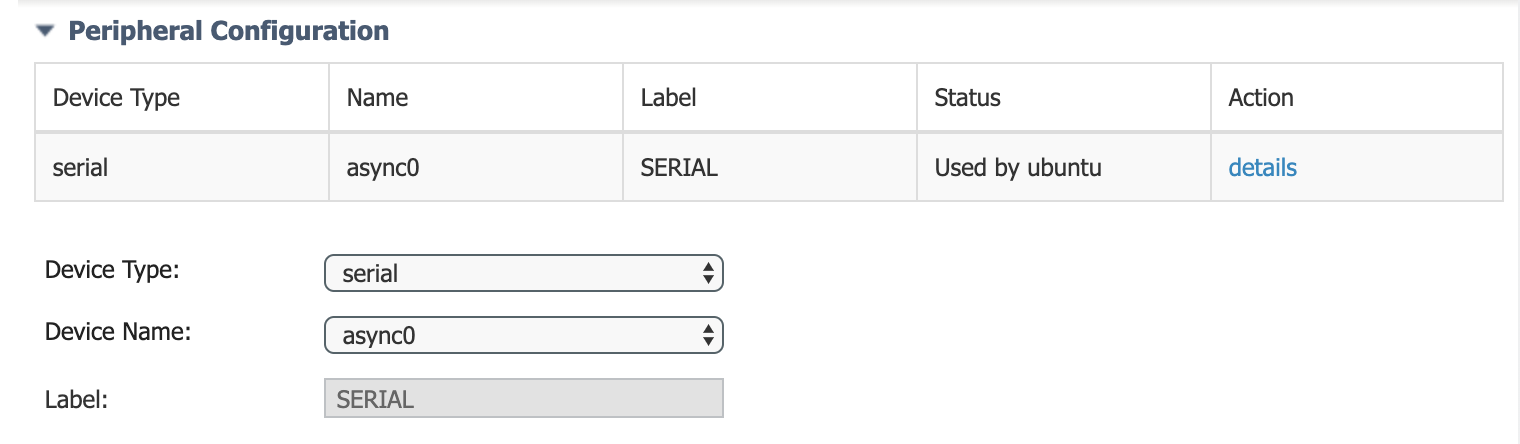 Peripheral Configuration
Device Type Name Label Status Action
serial async0 SERIAL Used by ubuntu details
Device Type: serial
Device Name: async0
Label: SERIAL